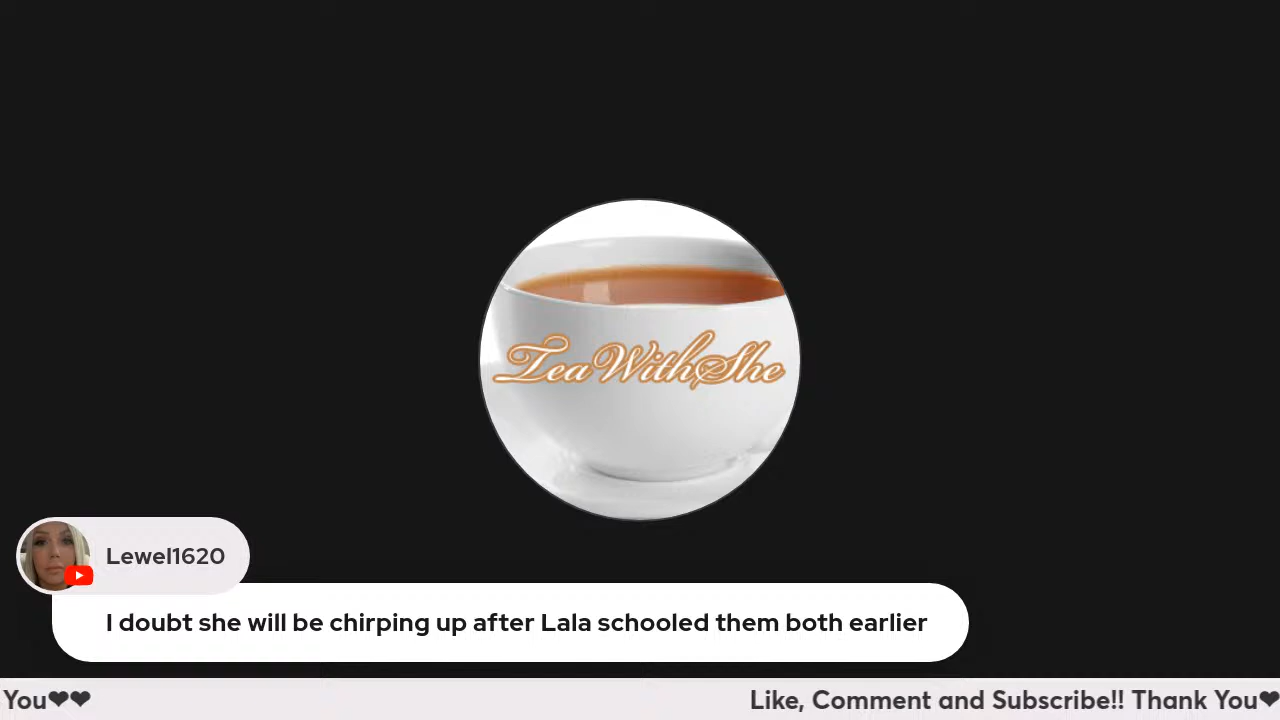 TeaWithShe
Lewel1620
I doubt she will be chirping up after Lala schooled them both earlier
You❤❤ Like, Comment and Subscribe!! Thank You❤